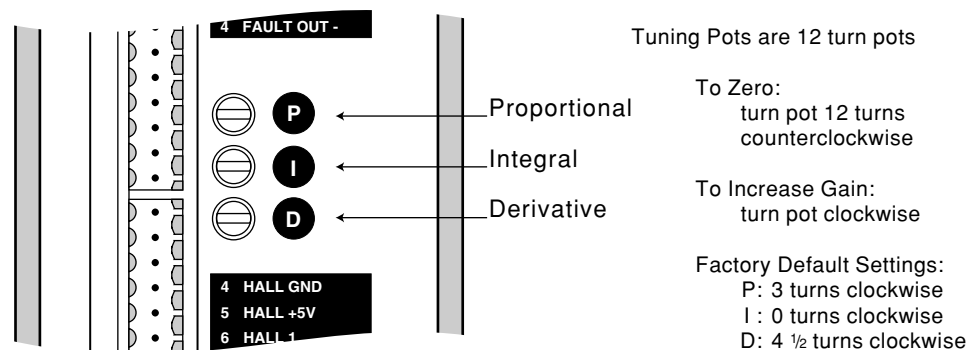 4 FAULT OUT -
P
I
D
Proportional
Integral
Derivative
4 HALL GND
5 HALL +5V
6 HALL 1
Tuning Pots are 12 turn pots
To Zero:
turn pot 12 turns
counterclockwise
To Increase Gain:
turn pot clockwise
Factory Default Settings:
P: 3 turns clockwise
I : 0 turns clockwise
D: 4 ½ turns clockwise